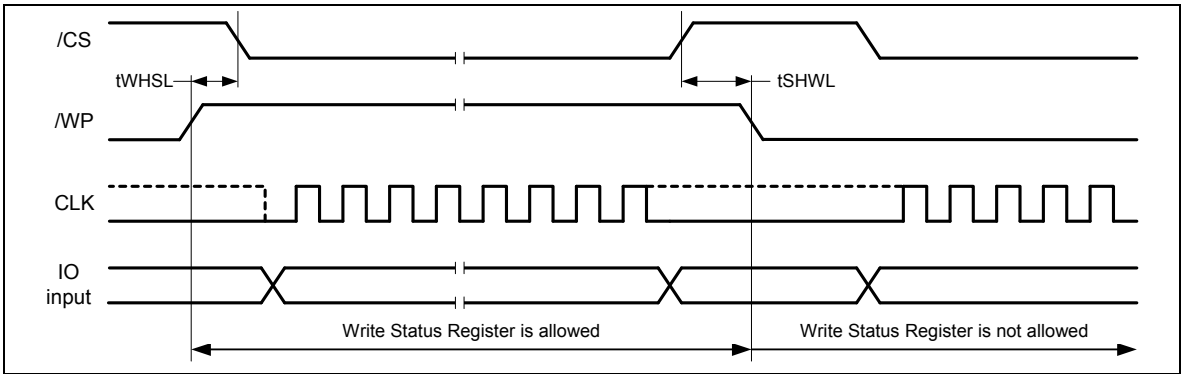 /CS
tWHSL
tSHWL
/WP
CLK
IO
input
Write Status Register is allowed
Write Status Register is not allowed